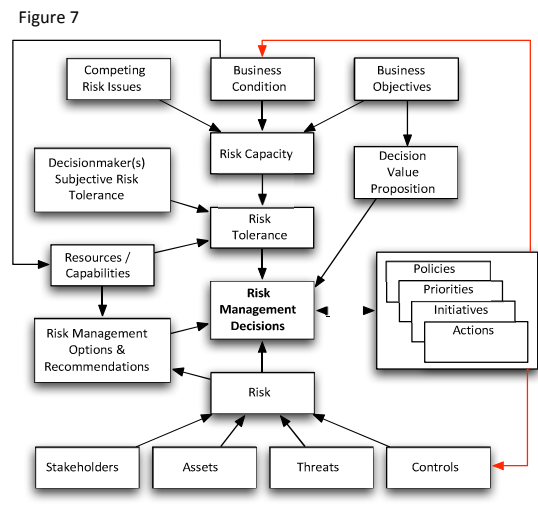 Figure 7
Competing
Risk Issues
Business
Condition
Business
Objectives
Risk Capacity
Decisionmaker(s)
Subjective Risk
Tolerance
Decision
Value
Proposition
Risk
Tolerance
Resources /
Capabilities
Risk
Management
Decisions
Policies
Priorities
Initiatives
Actions
Risk Management
Options &
Recommendations
Risk
Stakeholders
Assets
Threats
Controls